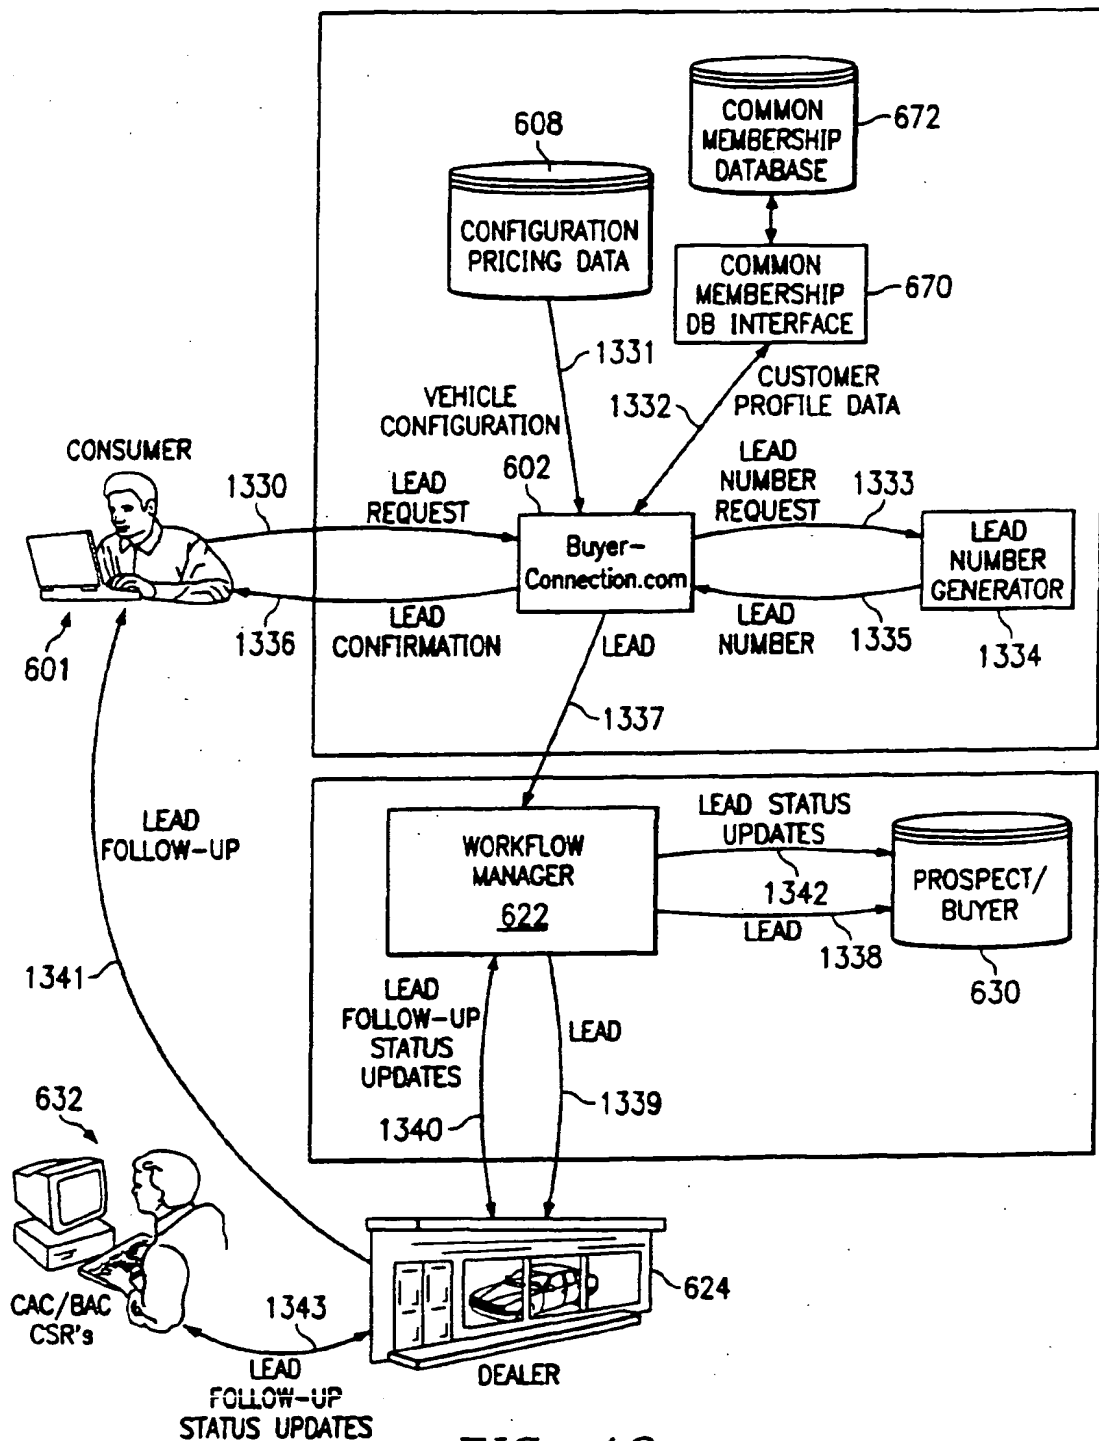 COMMON
MEMBERSHIP
DATABASE
672
608
CONFIGURATION
PRICING DATA
COMMON
MEMBERSHIP
DB INTERFACE
670
1331
VEHICLE
CONFIGURATION
1332
CUSTOMER
PROFILE DATA
CONSUMER
1330
LEAD
REQUEST
602
LEAD
NUMBER
REQUEST
1333
Buyer-
Connection.com
LEAD
NUMBER
GENERATOR
601
1336
LEAD
CONFIRMATION
LEAD
LEAD
NUMBER
1335
1334
1337
LEAD
FOLLOW-UP
WORKFLOW
MANAGER
622
LEAD STATUS
UPDATES
1342
LEAD
1338
PROSPECT/
BUYER
630
1341
LEAD
FOLLOW-UP
STATUS
UPDATES
LEAD
1340
1339
632
CAC/BAC
CSR's
1343
LEAD
FOLLOW-UP
STATUS UPDATES
624
DEALER